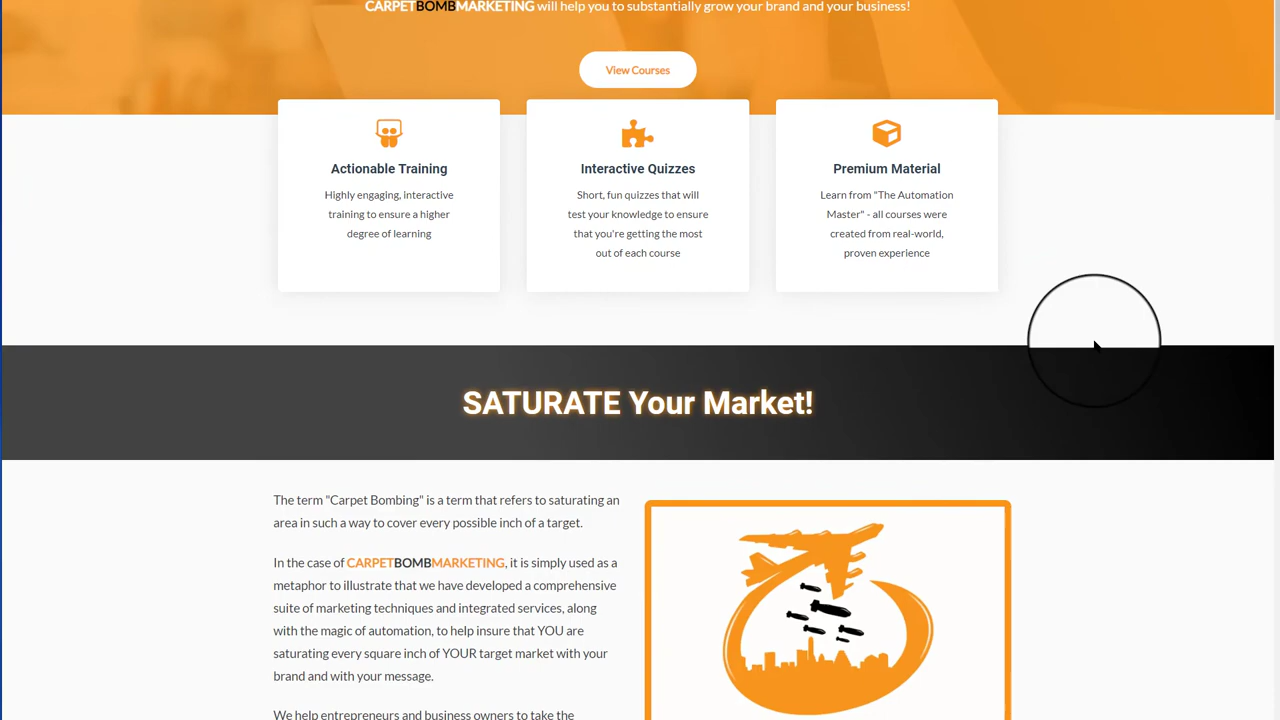 CARPETBOMBMARKETING will help you to substantially grow your brand and your business!
View Courses
Actionable Training
Highly engaging, interactive
training to ensure a higher
degree of learning
Interactive Quizzes
Short, fun quizzes that will
test your knowledge to ensure
that you're getting the most
out of each course
Premium Material
Learn from "The Automation
Master" - all courses were
created from real-world,
proven experience
SATURATE Your Market!
The term "Carpet Bombing" is a term that refers to saturating an
area in such a way to cover every possible inch of a target.
In the case of CARPETBOMBMARKETING, it is simply used as a
metaphor to illustrate that we have developed a comprehensive
suite of marketing techniques and integrated services, along
with the magic of automation, to help insure that YOU are
saturating every square inch of YOUR target market with your
brand and with your message.
We help entrepreneurs and business owners to take the